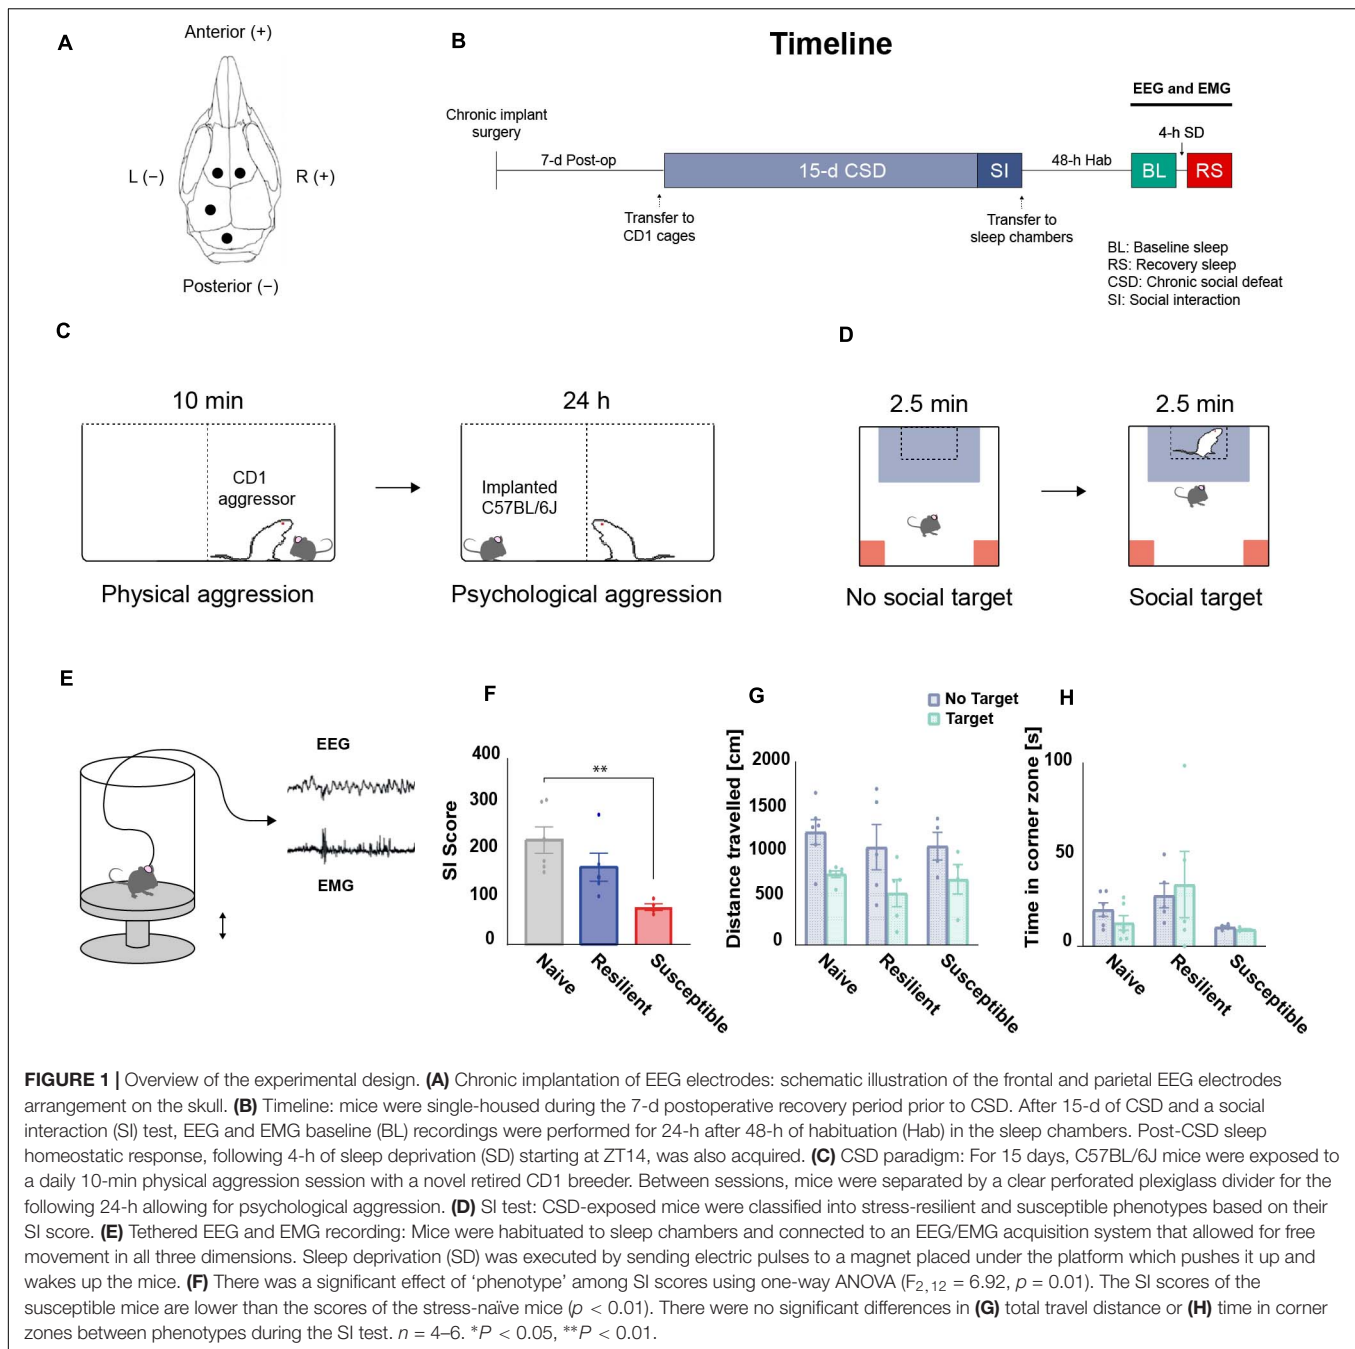 A
Anterior (+)
L (−)
R (+)
Posterior (−)
B
Timeline
EEG and EMG
Chronic implant
surgery
4-h SD
7-d Post-op
15-d CSD
SI
48-h Hab
BL
RS
Transfer to
CD1 cages
Transfer to
sleep chambers
BL: Baseline sleep
RS: Recovery sleep
CSD: Chronic social defeat
SI: Social interaction
C
10 min
24 h
CD1
aggressor
Implanted
C57BL/6J
Physical aggression
Psychological aggression
D
2.5 min
2.5 min
No social target
Social target
E
EEG
EMG
F
SI Score
400
300
200
100
0
**
Naive
Resilient
Susceptible
G
No Target
Target
Distance travelled [cm]
2000
1500
1000
500
0
Naive
Resilient
Susceptible
H
Time in corner zone [s]
100
50
0
Naive
Resilient
Susceptible
FIGURE 1 | Overview of the experimental design. (A) Chronic implantation of EEG electrodes: schematic illustration of the frontal and parietal EEG electrodes
arrangement on the skull. (B) Timeline: mice were single-housed during the 7-d postoperative recovery period prior to CSD. After 15-d of CSD and a social
interaction (SI) test, EEG and EMG baseline (BL) recordings were performed for 24-h after 48-h of habituation (Hab) in the sleep chambers. Post-CSD sleep
homeostatic response, following 4-h of sleep deprivation (SD) starting at ZT14, was also acquired. (C) CSD paradigm: For 15 days, C57BL/6J mice were exposed to
a daily 10-min physical aggression session with a novel retired CD1 breeder. Between sessions, mice were separated by a clear perforated plexiglass divider for the
following 24-h allowing for psychological aggression. (D) SI test: CSD-exposed mice were classified into stress-resilient and susceptible phenotypes based on their
SI score. (E) Tethered EEG and EMG recording: Mice were habituated to sleep chambers and connected to an EEG/EMG acquisition system that allowed for free
movement in all three dimensions. Sleep deprivation (SD) was executed by sending electric pulses to a magnet placed under the platform which pushes it up and
wakes up the mice. (F) There was a significant effect of ‘phenotype’ among SI scores using one-way ANOVA (F2, 12 = 6.92, p = 0.01). The SI scores of the
susceptible mice are lower than the scores of the stress-naïve mice (p < 0.01). There were no significant differences in (G) total travel distance or (H) time in corner
zones between phenotypes during the SI test. n = 4–6. *P < 0.05, **P < 0.01.